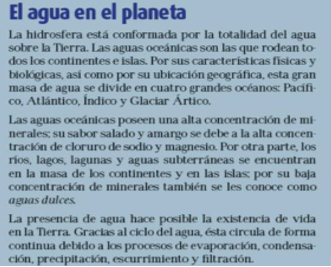 El agua en el planeta
La hidrosfera está conformada por la totalidad del agua
sobre la Tierra. Las aguas oceánicas son las que rodean to-
dos los continentes e islas. Por sus características físicas y
biológicas, así como por su ubicación geográfica, esta gran
masa de agua se divide en cuatro grandes océanos: Pacífi-
co, Atlántico, Índico y Glaciar Ártico.
Las aguas oceánicas poseen una alta concentración de mi-
nerales; su sabor salado y amargo se debe a la alta concen-
tración de cloruro de sodio y magnesio. Por otra parte, los
ríos, lagos, lagunas y aguas subterráneas se encuentran
en la masa de los continentes y en las islas; por su baja
concentración de minerales también se les conoce como
aguas dulces.
La presencia de agua hace posible la existencia de vida
en la Tierra. Gracias al ciclo del agua, ésta circula de forma
continua debido a los procesos de evaporación, condensa-
ción, precipitación, escurrimiento y filtración.